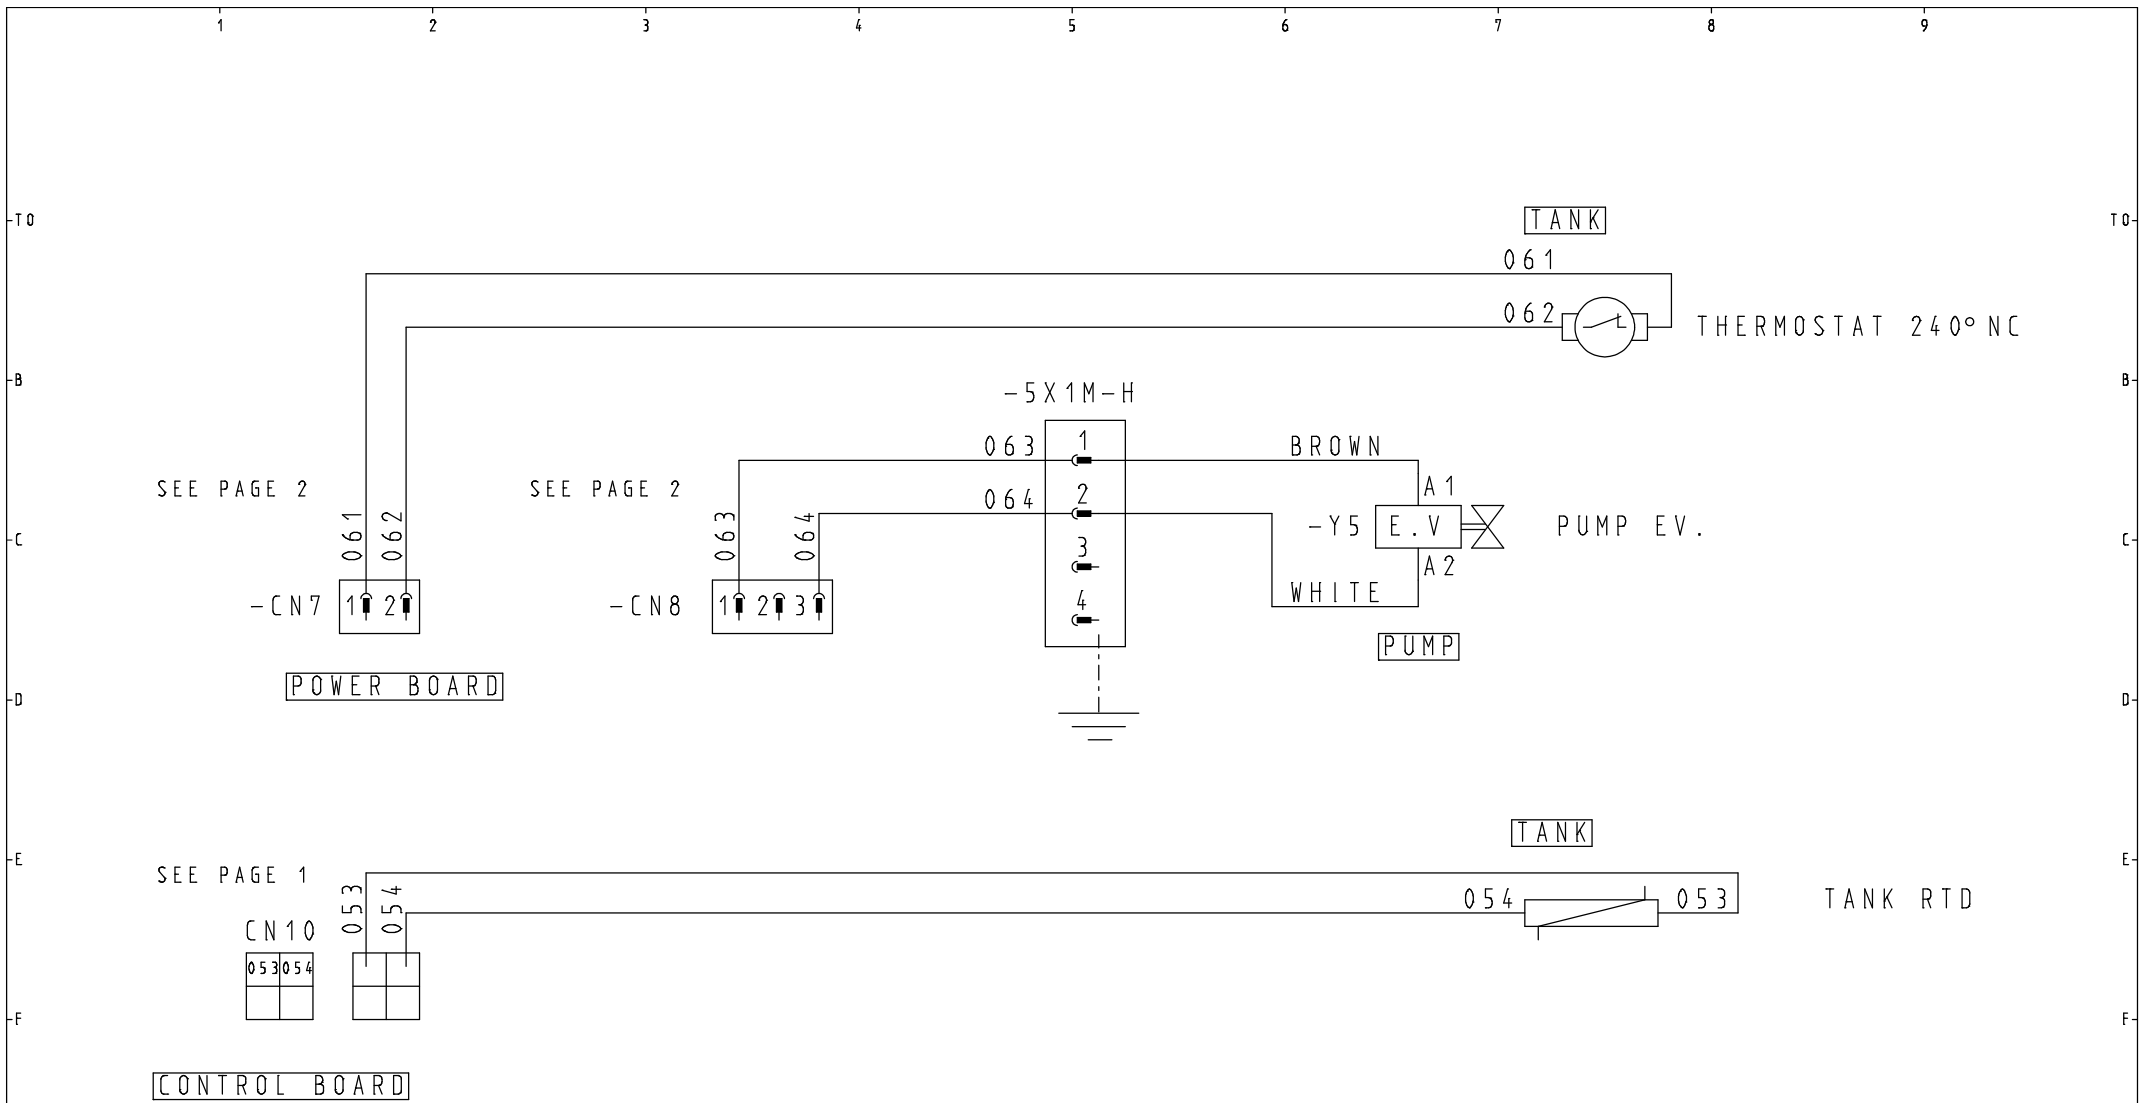 1 2 3 4 5 6 7 8 9
T0 T0
TANK
061
062
THERMOSTAT 240° NC
B B
-5X1M-H
063 1 BROWN
SEE PAGE 2 SEE PAGE 2
064 2
A1
061 062 063 064
-Y5 E.V PUMP EV.
C C
3
A2
-CN7 1 2
-CN8 1 2 3
4
WHITE
PUMP
POWER BOARD
D D
TANK
E E
SEE PAGE 1
053 054
054 053 TANK RTD
CN10
053 054
F F
CONTROL BOARD